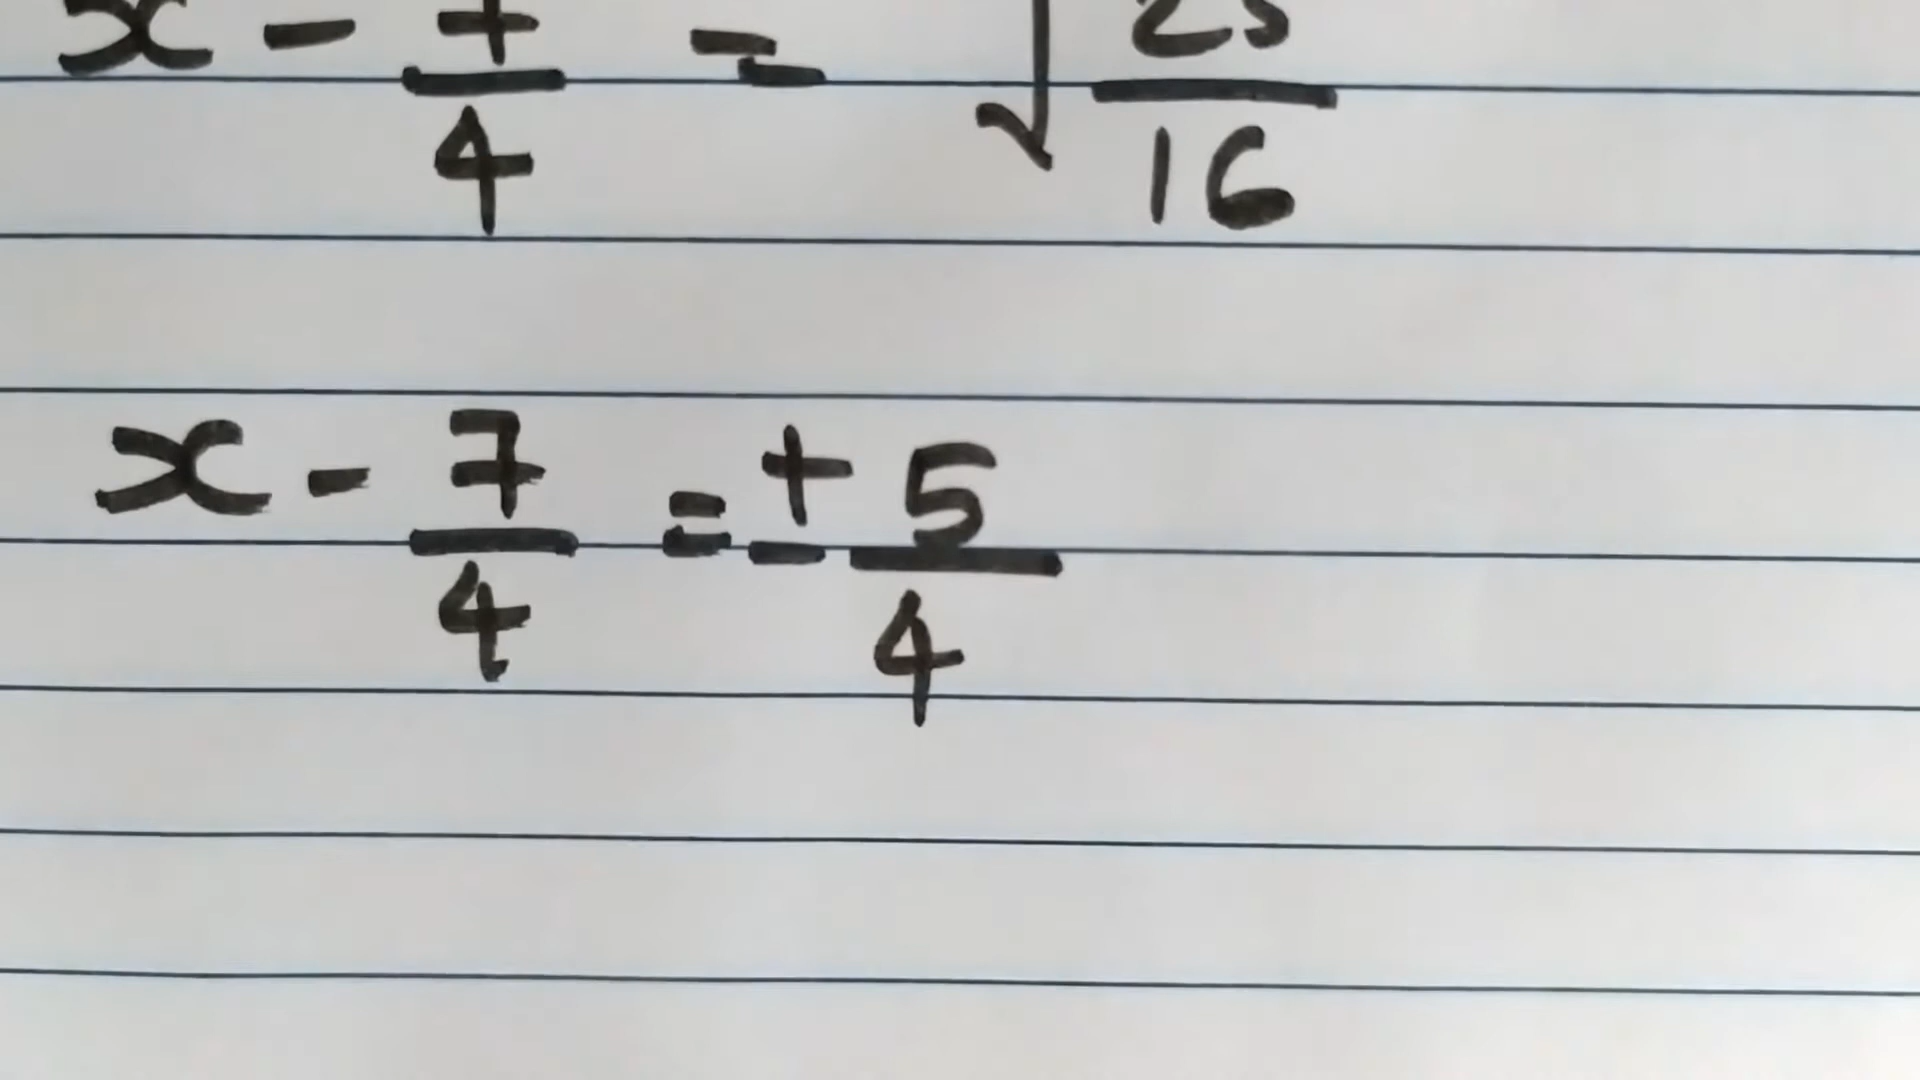 x - 7/4 = √25/16
x - 7/4 = ± 5/4